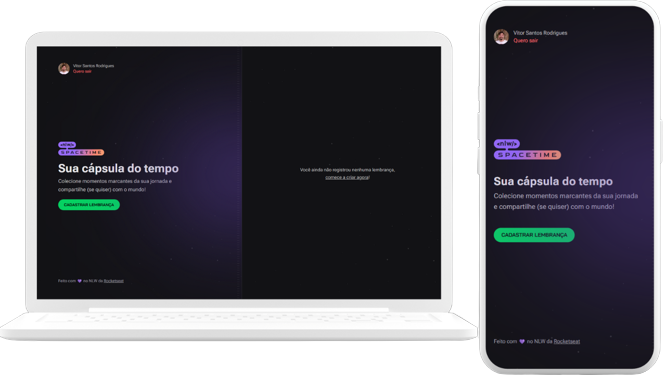 Vitor Santos Rodrigues
Quero sair
<nlw/>
SPACETIME
Sua cápsula do tempo
Colecione momentos marcantes da sua jornada e
compartilhe (se quiser) com o mundo!
CADASTRAR LEMBRANÇA
Feito com 💜 no NLW da Rocketseat
Você ainda não registrou nenhuma lembrança,
comece a criar agora!
Vitor Santos Rodrigues
Quero sair
<nlw/>
SPACETIME
Sua cápsula do tempo
Colecione momentos marcantes da sua jornada
e compartilhe (se quiser) com o mundo!
CADASTRAR LEMBRANÇA
Feito com 💜 no NLW da Rocketseat